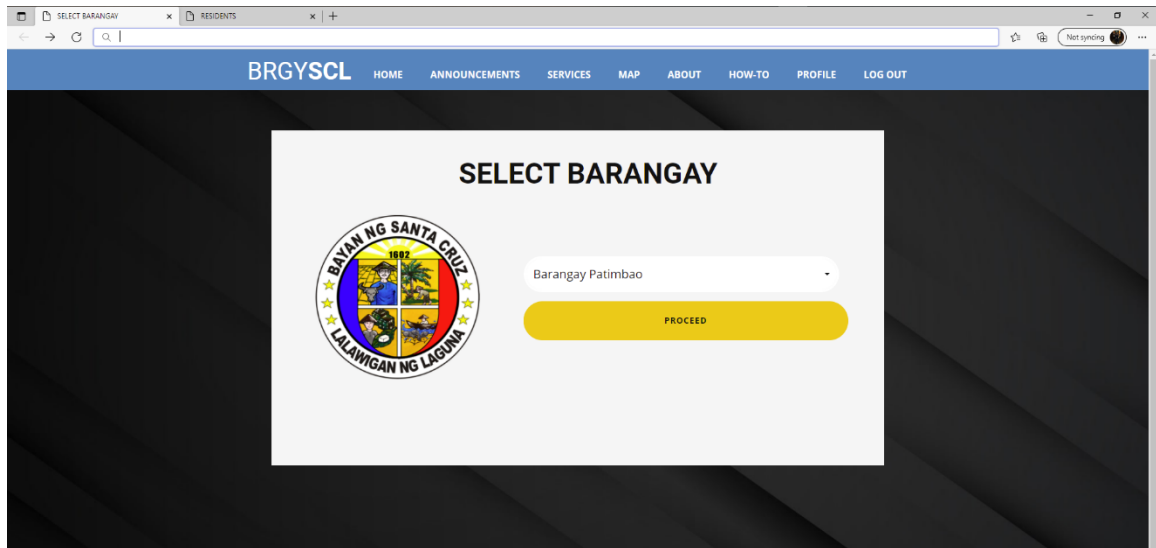 SELECT BARANGAY
RESIDENTS
Not syncing
BRGYSCL HOME ANNOUNCEMENTS SERVICES MAP ABOUT HOW-TO PROFILE LOG OUT
SELECT BARANGAY
BAYAN NG SANTA CRUZ
1602
LALAWIGAN NG LAGUNA
Barangay Patimbao
PROCEED